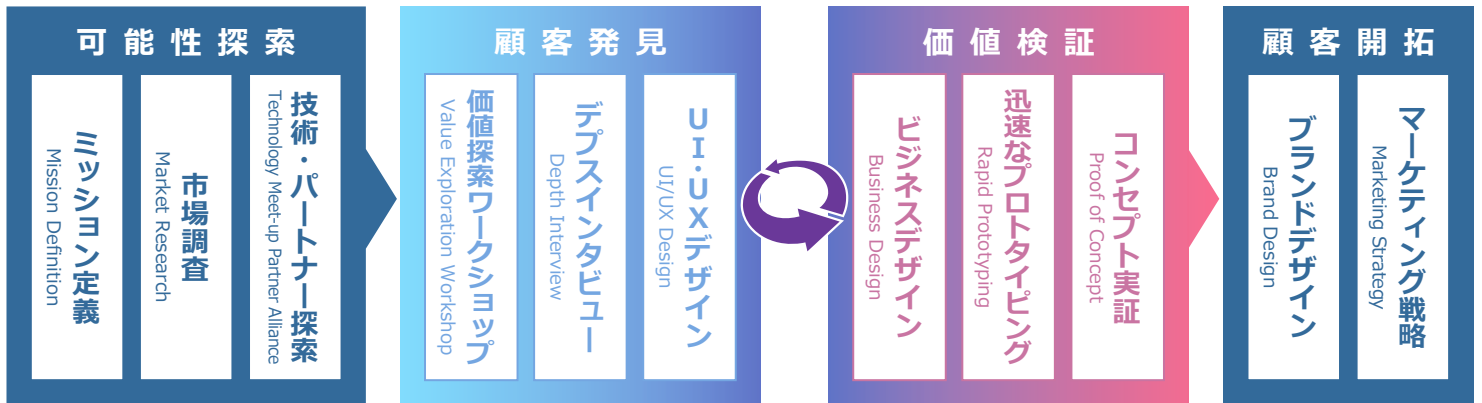 可能性探索
ミッション定義
Mission Definition
市場調査
Market Research
技術・パートナー探索
Technology Meet-up Partner Alliance
顧客発見
価値探索ワークショップ
Value Exploration Workshop
デプスインタビュー
Depth Interview
UI・UXデザイン
UI/UX Design
価値検証
ビジネスデザイン
Business Design
迅速なプロトタイピング
Rapid Prototyping
コンセプト実証
Proof of Concept
顧客開拓
ブランドデザイン
Brand Design
マーケティング戦略
Marketing Strategy